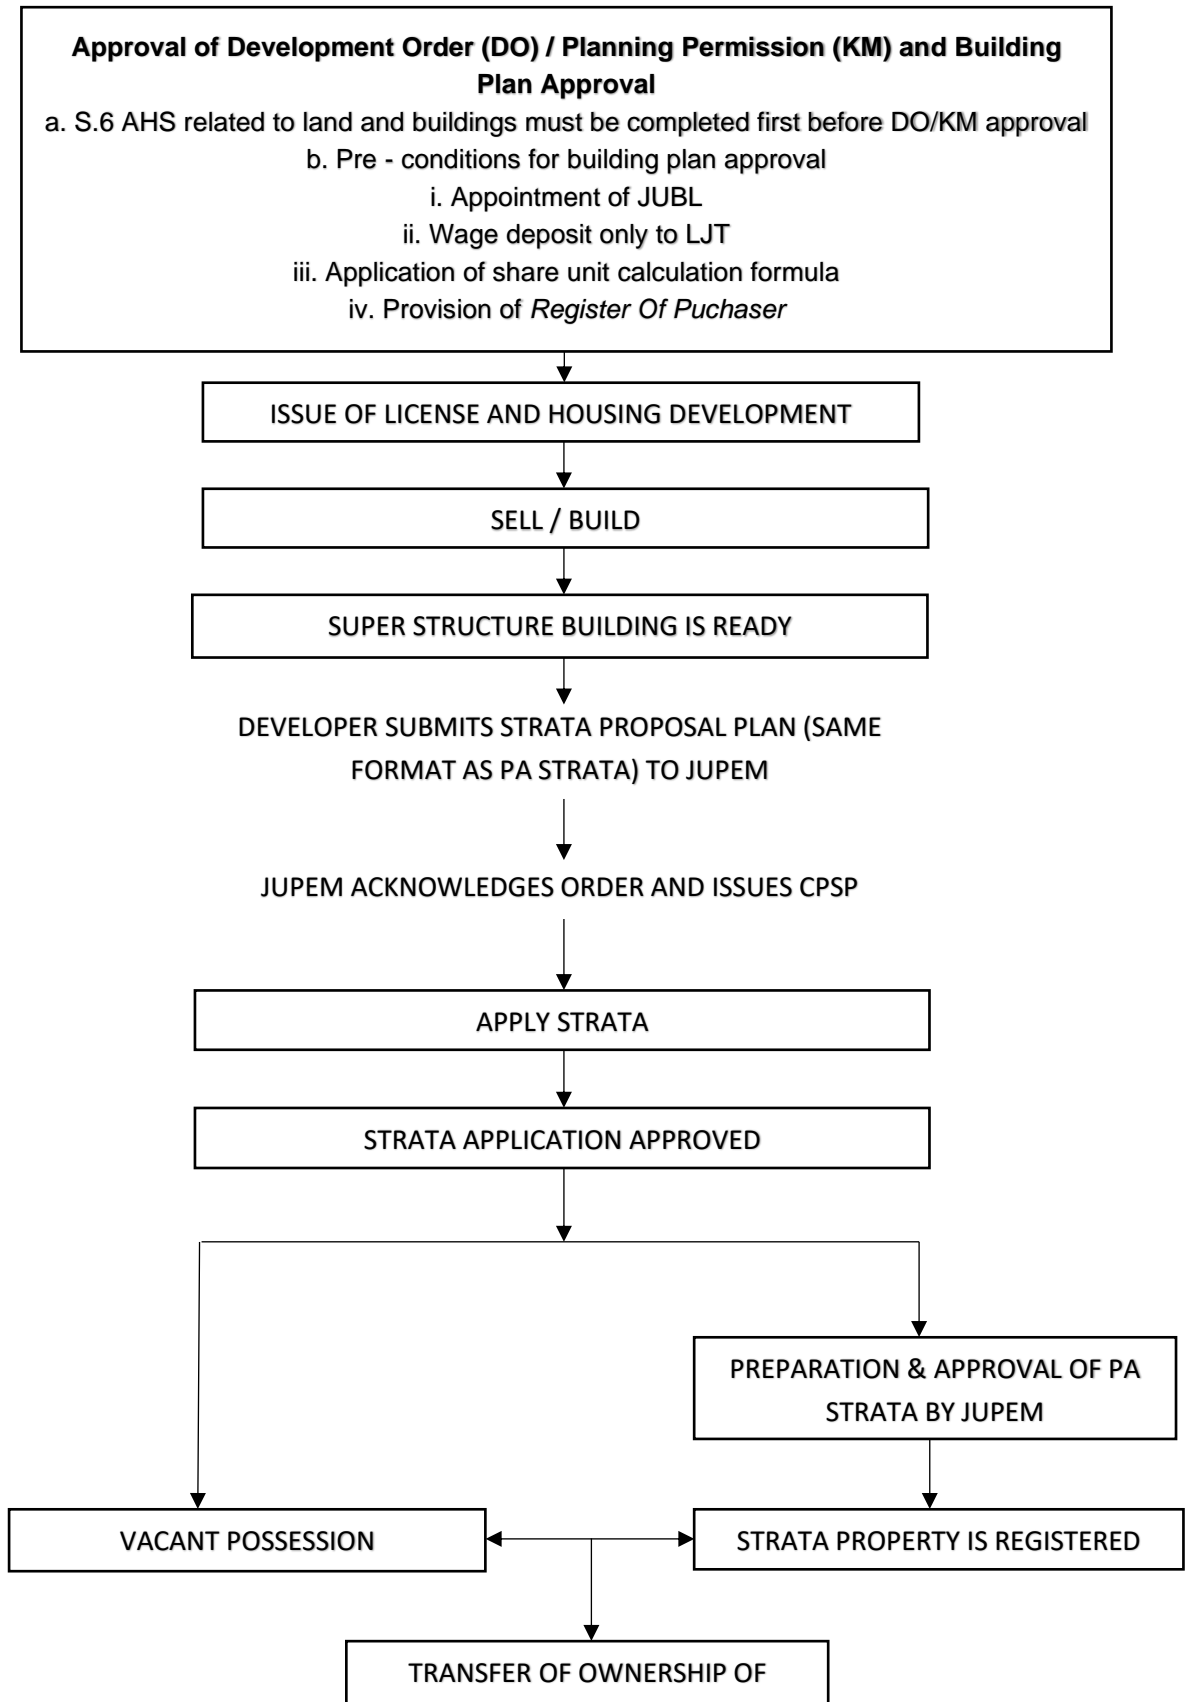 Approval of Development Order (DO) / Planning Permission (KM) and Building
Plan Approval
a. S.6 AHS related to land and buildings must be completed first before DO/KM approval
b. Pre - conditions for building plan approval
i. Appointment of JUBL
ii. Wage deposit only to LJT
iii. Application of share unit calculation formula
iv. Provision of Register Of Puchaser
ISSUE OF LICENSE AND HOUSING DEVELOPMENT
SELL / BUILD
SUPER STRUCTURE BUILDING IS READY
DEVELOPER SUBMITS STRATA PROPOSAL PLAN (SAME
FORMAT AS PA STRATA) TO JUPEM
JUPEM ACKNOWLEDGES ORDER AND ISSUES CPSP
APPLY STRATA
STRATA APPLICATION APPROVED
PREPARATION & APPROVAL OF PA
STRATA BY JUPEM
VACANT POSSESSION
STRATA PROPERTY IS REGISTERED
TRANSFER OF OWNERSHIP OF